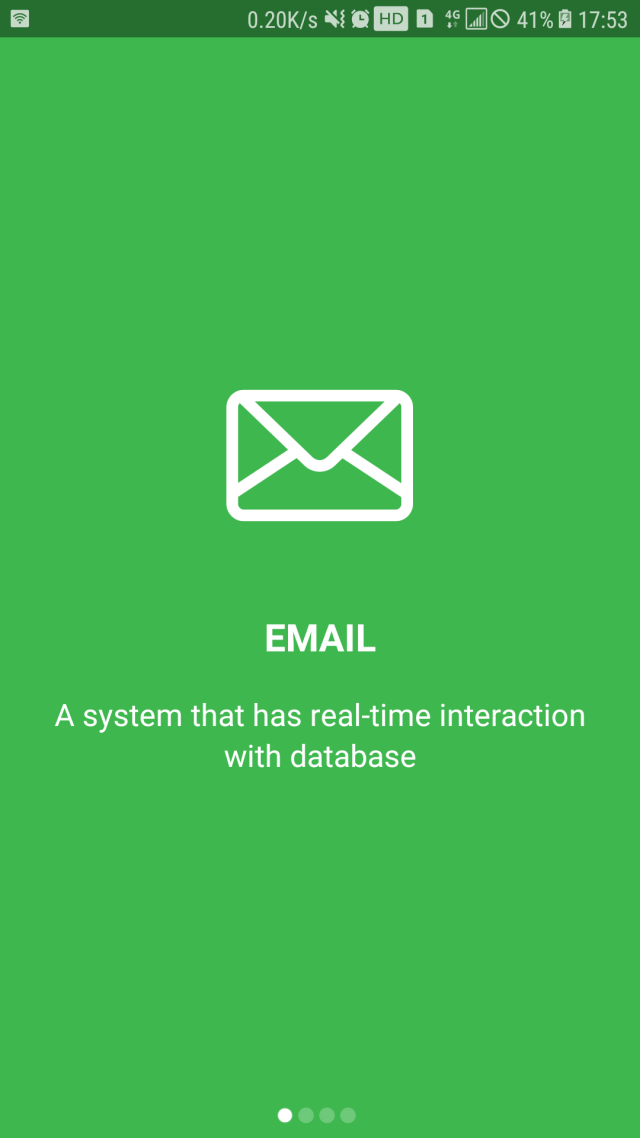 0.20K/s HD 1 4G 41% 17:53
EMAIL
A system that has real-time interaction
with database